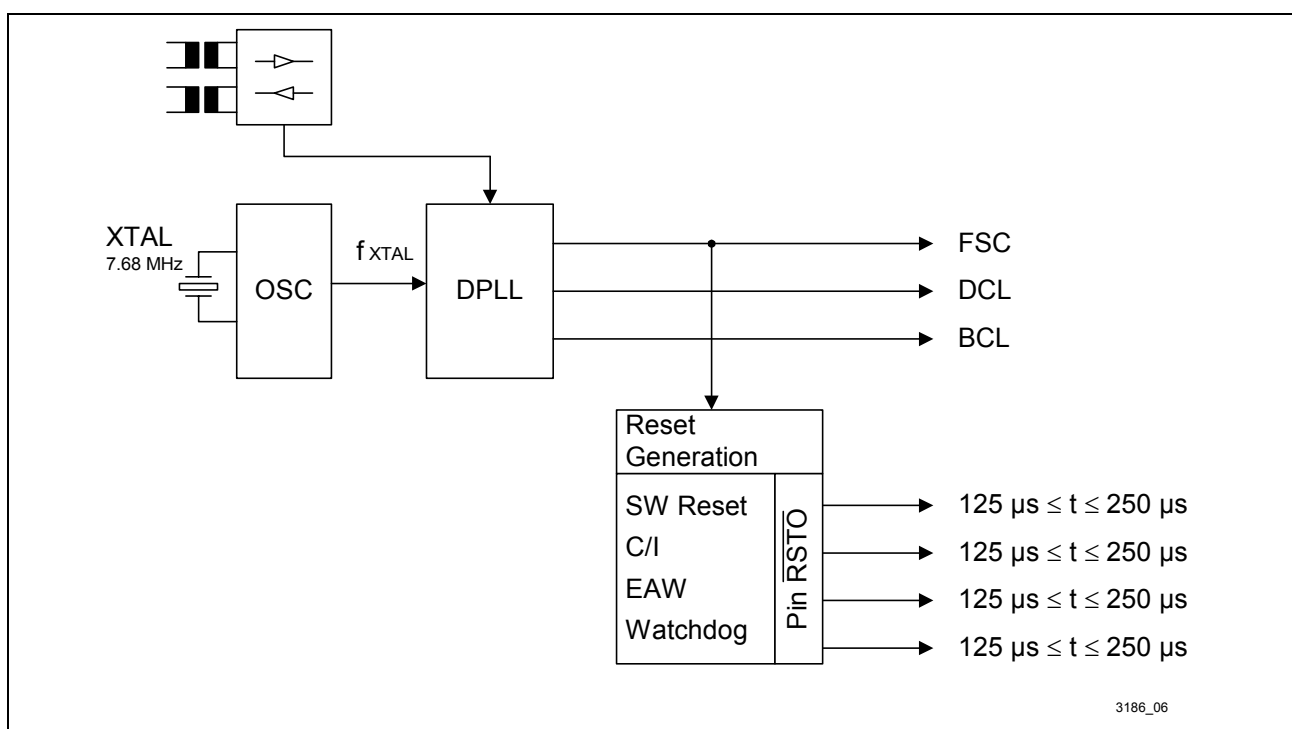 XTAL
7.68 MHz
OSC
f XTAL
DPLL
FSC
DCL
BCL
Reset
Generation
SW Reset
C/I
EAW
Watchdog
Pin R̅S̅T̅O̅
125 µs ≤ t ≤ 250 µs
125 µs ≤ t ≤ 250 µs
125 µs ≤ t ≤ 250 µs
125 µs ≤ t ≤ 250 µs
3186_06